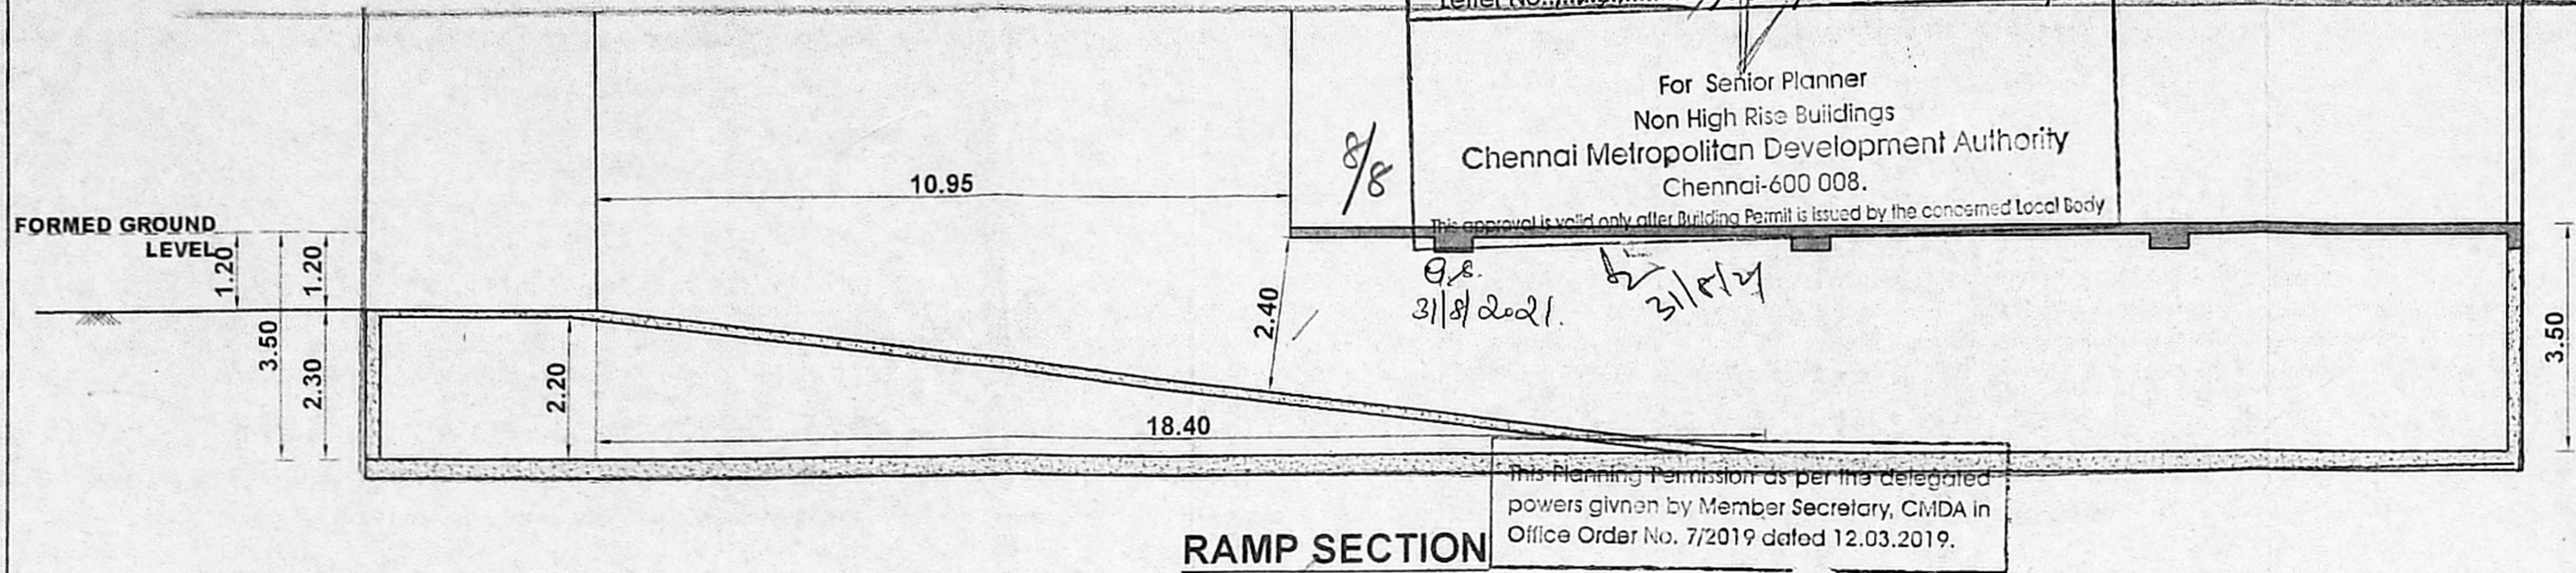 Letter No.
For Senior Planner
Non High Rise Buildings
Chennai Metropolitan Development Authority
Chennai-600 008.
This approval is valid only after Building Permit is issued by the concerned Local Body
8/8
10.95
FORMED GROUND
LEVEL
1.20
1.20
3.50
2.30
2.20
2.40
18.40
3.50
31/8/2021.
31/8/21
This Planning Permission as per the delegated
powers givnen by Member Secretary, CMDA in
Office Order No. 7/2019 dated 12.03.2019.
RAMP SECTION